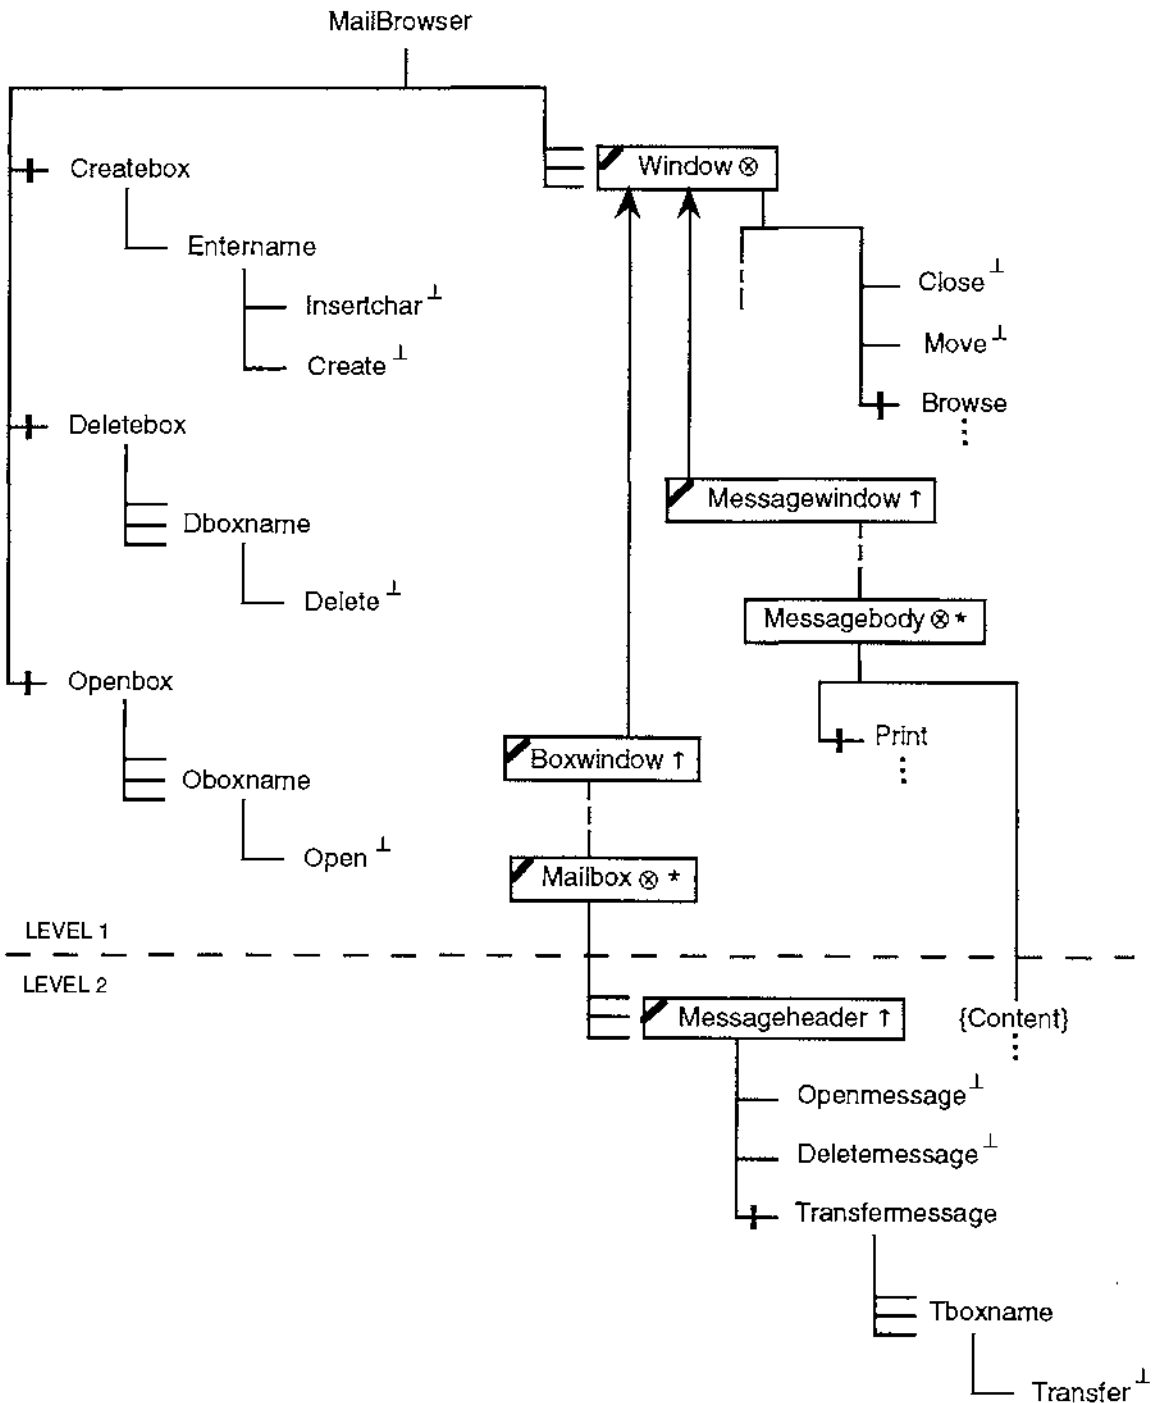 MailBrowser
Createbox
Window ⊗
Entername
Close ⊥
Insertchar ⊥
Move ⊥
Create ⊥
Browse
Deletebox
Messagewindow ↑
Dboxname
Delete ⊥
Messagebody ⊗ *
Openbox
Print
Boxwindow ↑
Oboxname
Open ⊥
Mailbox ⊗ *
LEVEL 1
LEVEL 2
Messageheader ↑
{Content}
Openmessage ⊥
Deletemessage ⊥
Transfermessage
Tboxname
Transfer ⊥